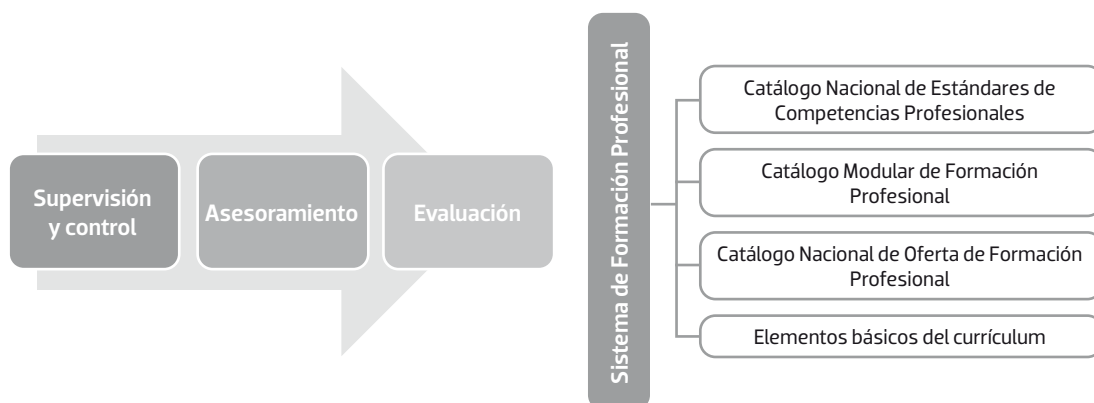 Supervisión
y control
Asesoramiento
Evaluación
Sistema de Formación Profesional
Catálogo Nacional de Estándares de
Competencias Profesionales
Catálogo Modular de Formación
Profesional
Catálogo Nacional de Oferta de Formación
Profesional
Elementos básicos del currículum